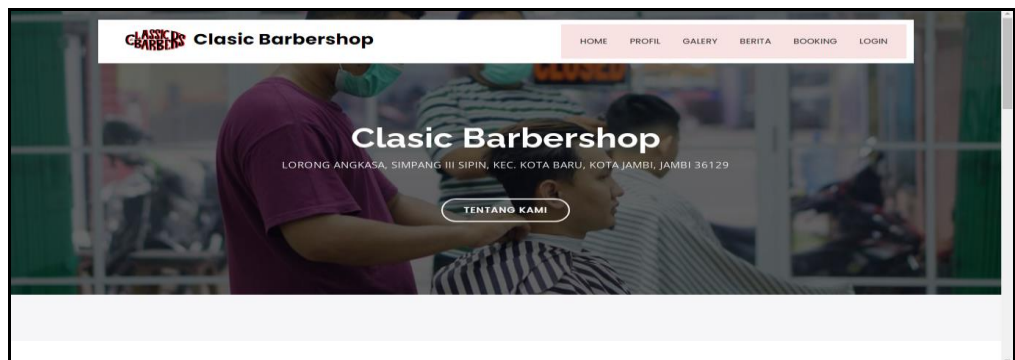 CLASSIC BARBERS Clasic Barbershop HOME PROFIL GALERY BERITA BOOKING LOGIN
CLOSED
Clasic Barbershop
LORONG ANGKASA, SIMPANG III SIPIN, KEC. KOTA BARU, KOTA JAMBI, JAMBI 36129
TENTANG KAMI